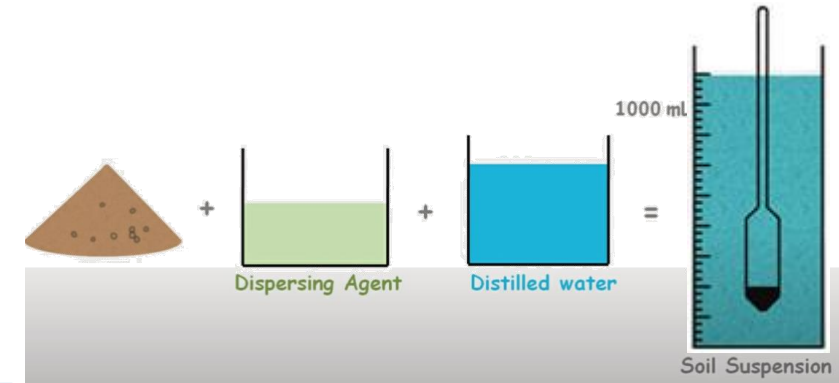 1000 ml
+
+
=
Dispersing Agent
Distilled water
Soil Suspension